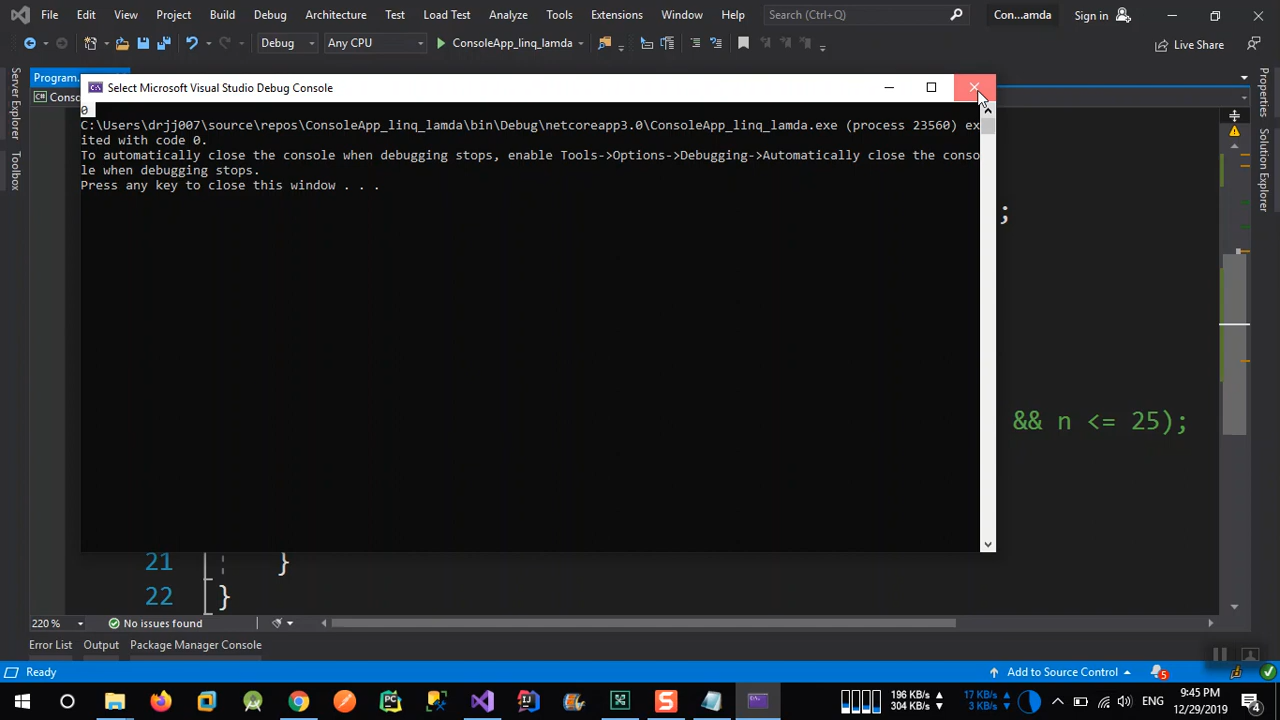 File Edit View Project Build Debug Architecture Test Load Test Analyze Tools Extensions Window Help Search (Ctrl+Q) Con...amda Sign in
Debug Any CPU ConsoleApp_linq_lamda Live Share
Program.
Select Microsoft Visual Studio Debug Console
Conso
0
C:\Users\drjj007\source\repos\ConsoleApp_linq_lamda\bin\Debug\netcoreapp3.0\ConsoleApp_linq_lamda.exe (process 23560) ex
ited with code 0.
To automatically close the console when debugging stops, enable Tools->Options->Debugging->Automatically close the conso
le when debugging stops.
Press any key to close this window . . .
Server Explorer
Toolbox
Properties
Solution Explorer
;
&& n <= 25);
21 }
22 }
220 % No issues found
Error List Output Package Manager Console
Ready Add to Source Control 5
196 KB/s 17 KB/s 9:45 PM
304 KB/s 3 KB/s ENG 12/29/2019 4